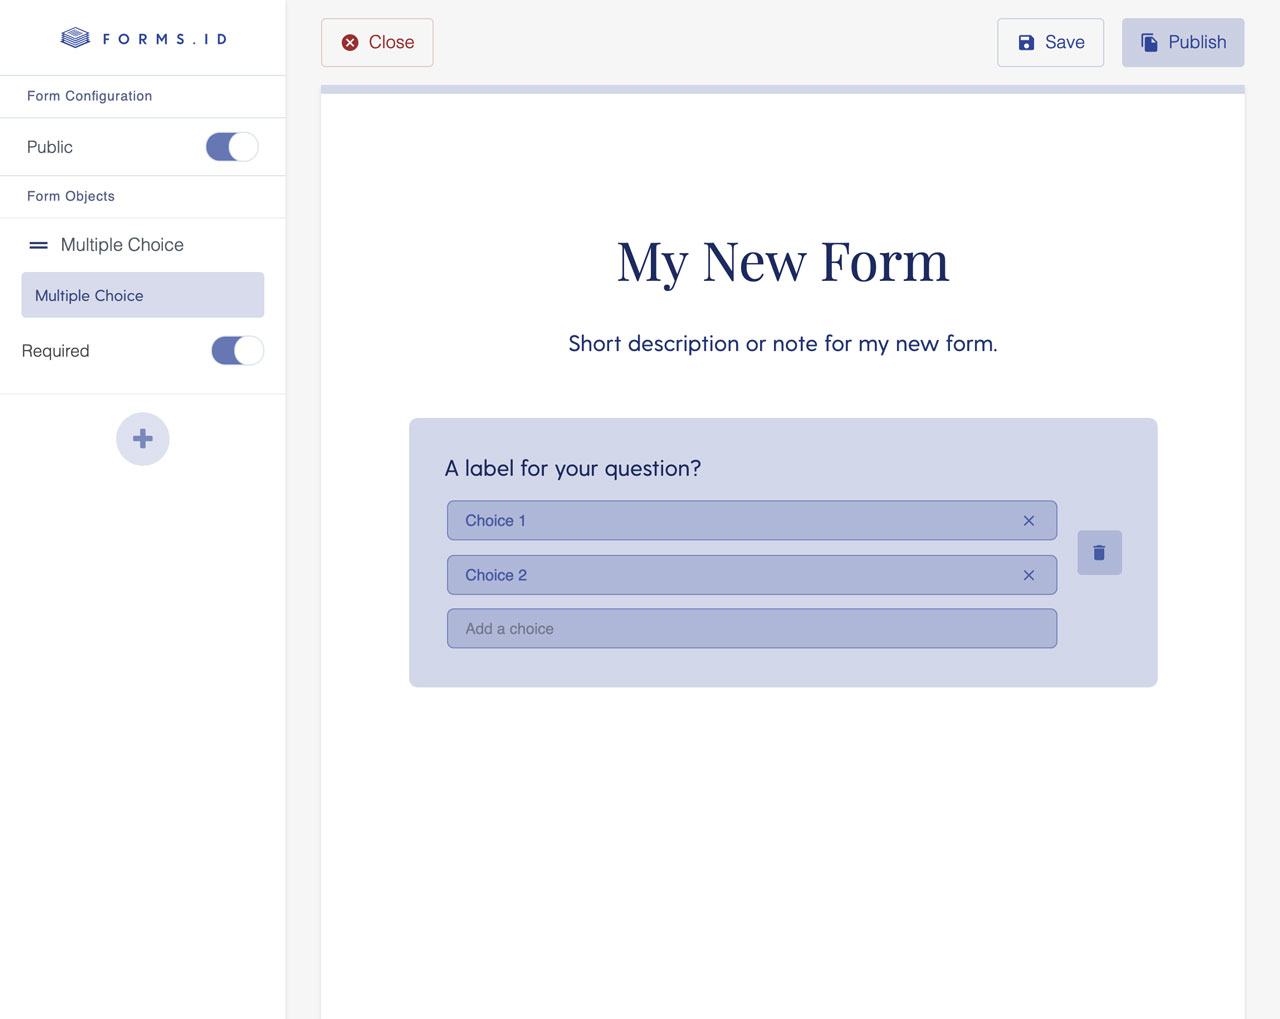 FORMS.ID
Form Configuration
Public
Form Objects
Multiple Choice
Multiple Choice
Required
Close
Save
Publish
My New Form
Short description or note for my new form.
A label for your question?
Choice 1
Choice 2
Add a choice